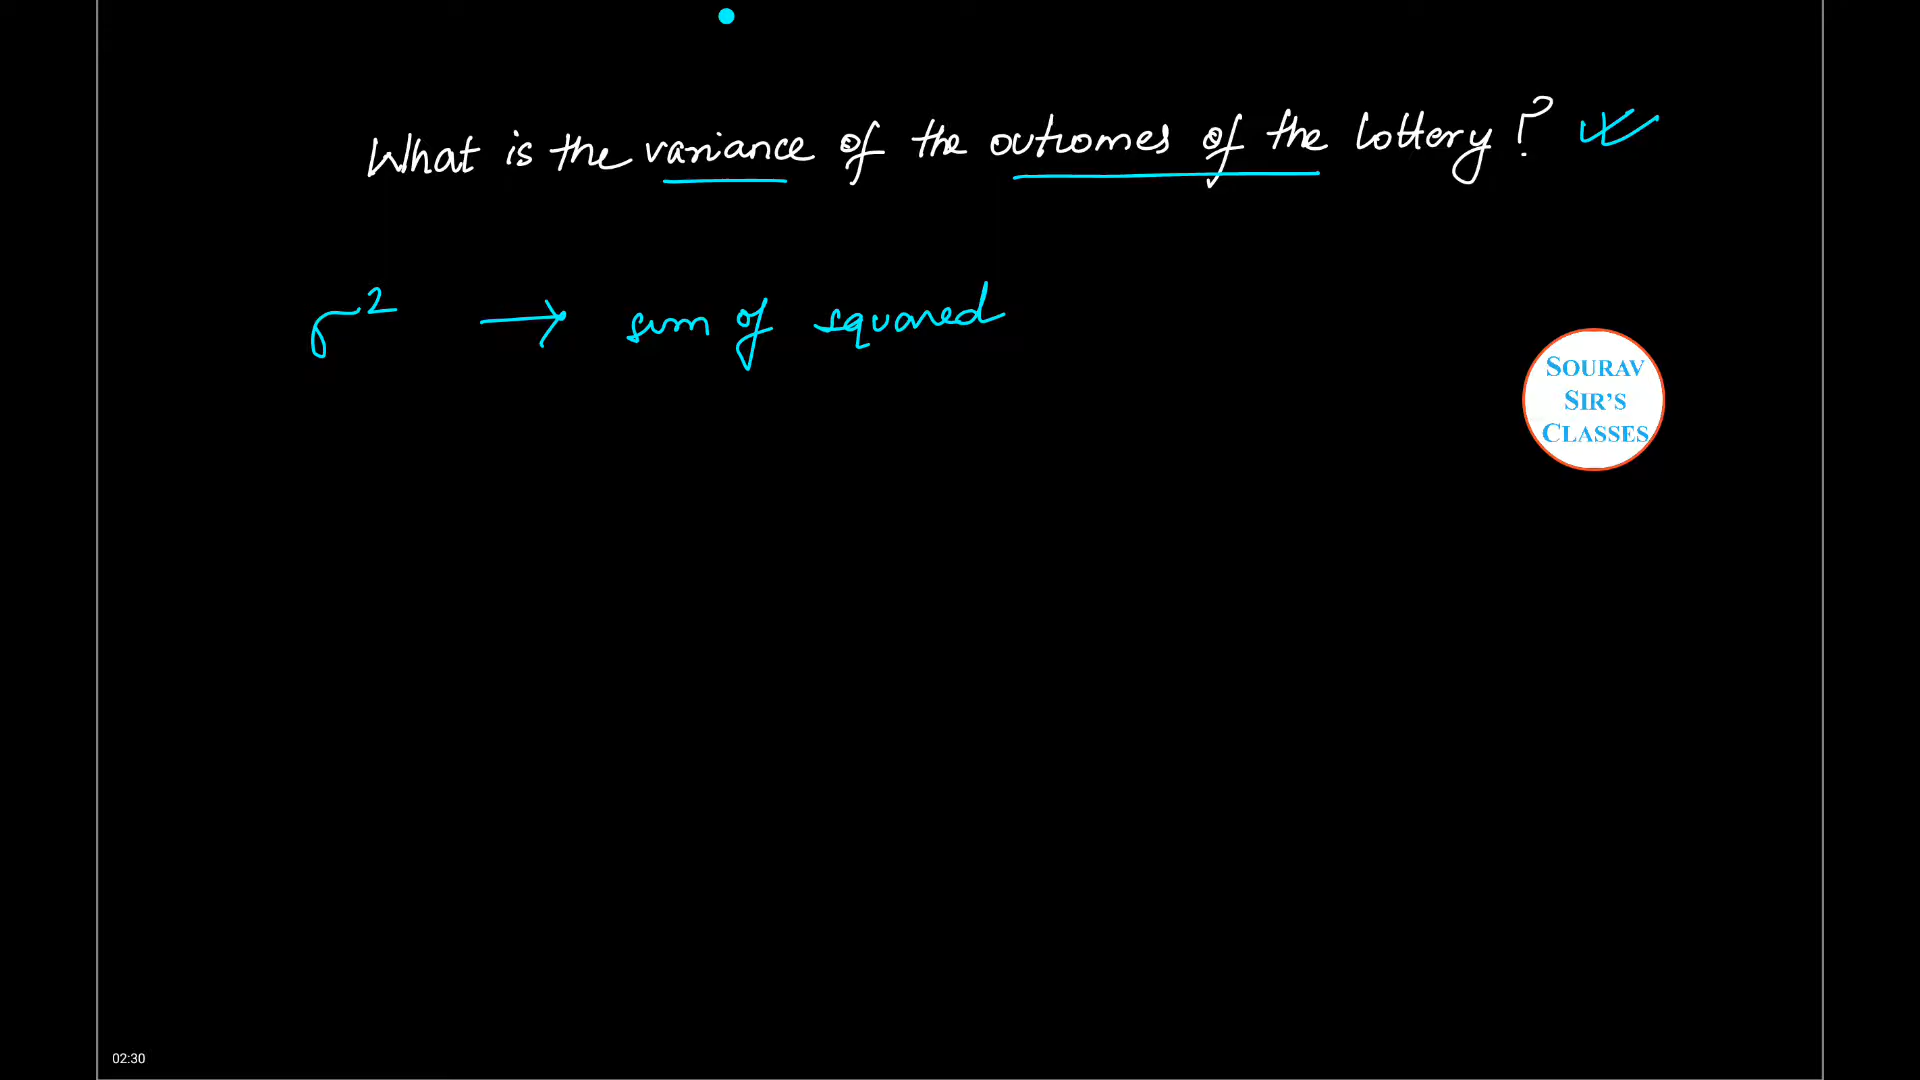 What is the variance of the outcomes of the lottery?
σ² → sum of squared
SOURAV
SIR'S
CLASSES
02:30